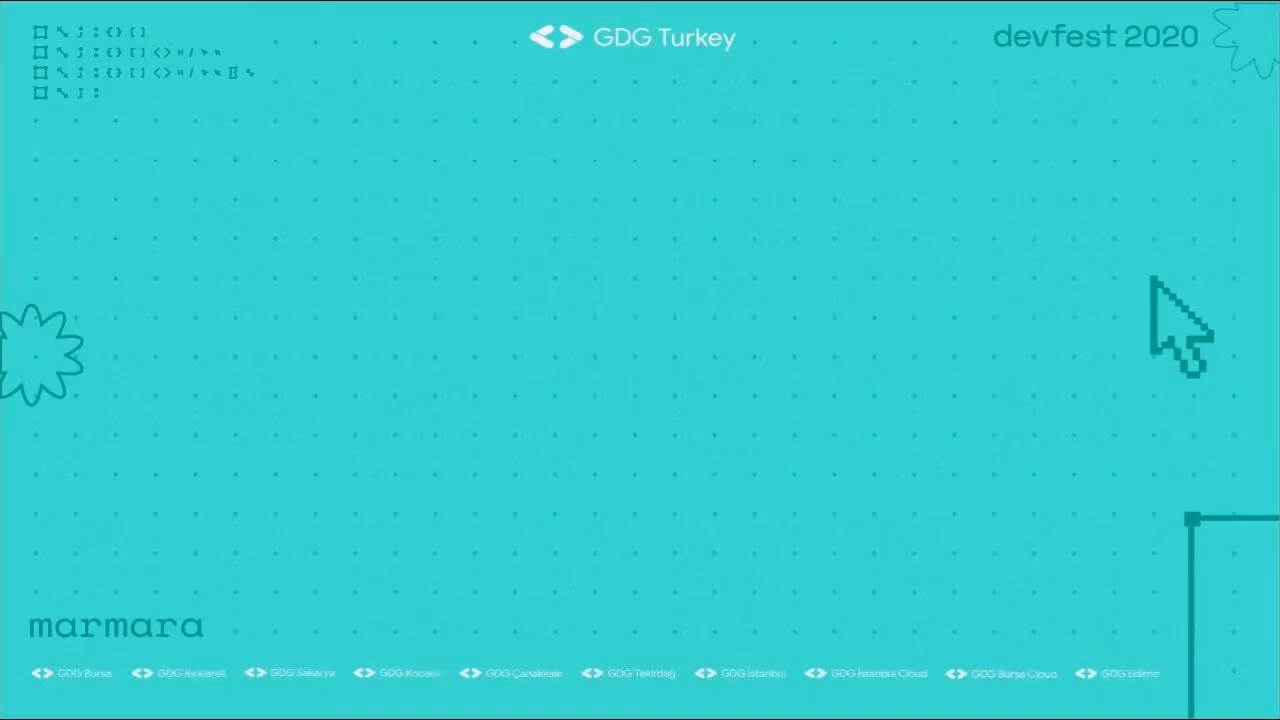 GDG Turkey
devfest 2020
marmara
GDG Bursa GDG Kırklareli GDG Sakarya GDG Kocaeli GDG Çanakkale GDG Tekirdağ GDG İstanbul GDG İstanbul Cloud GDG Bursa Cloud GDG Edirne